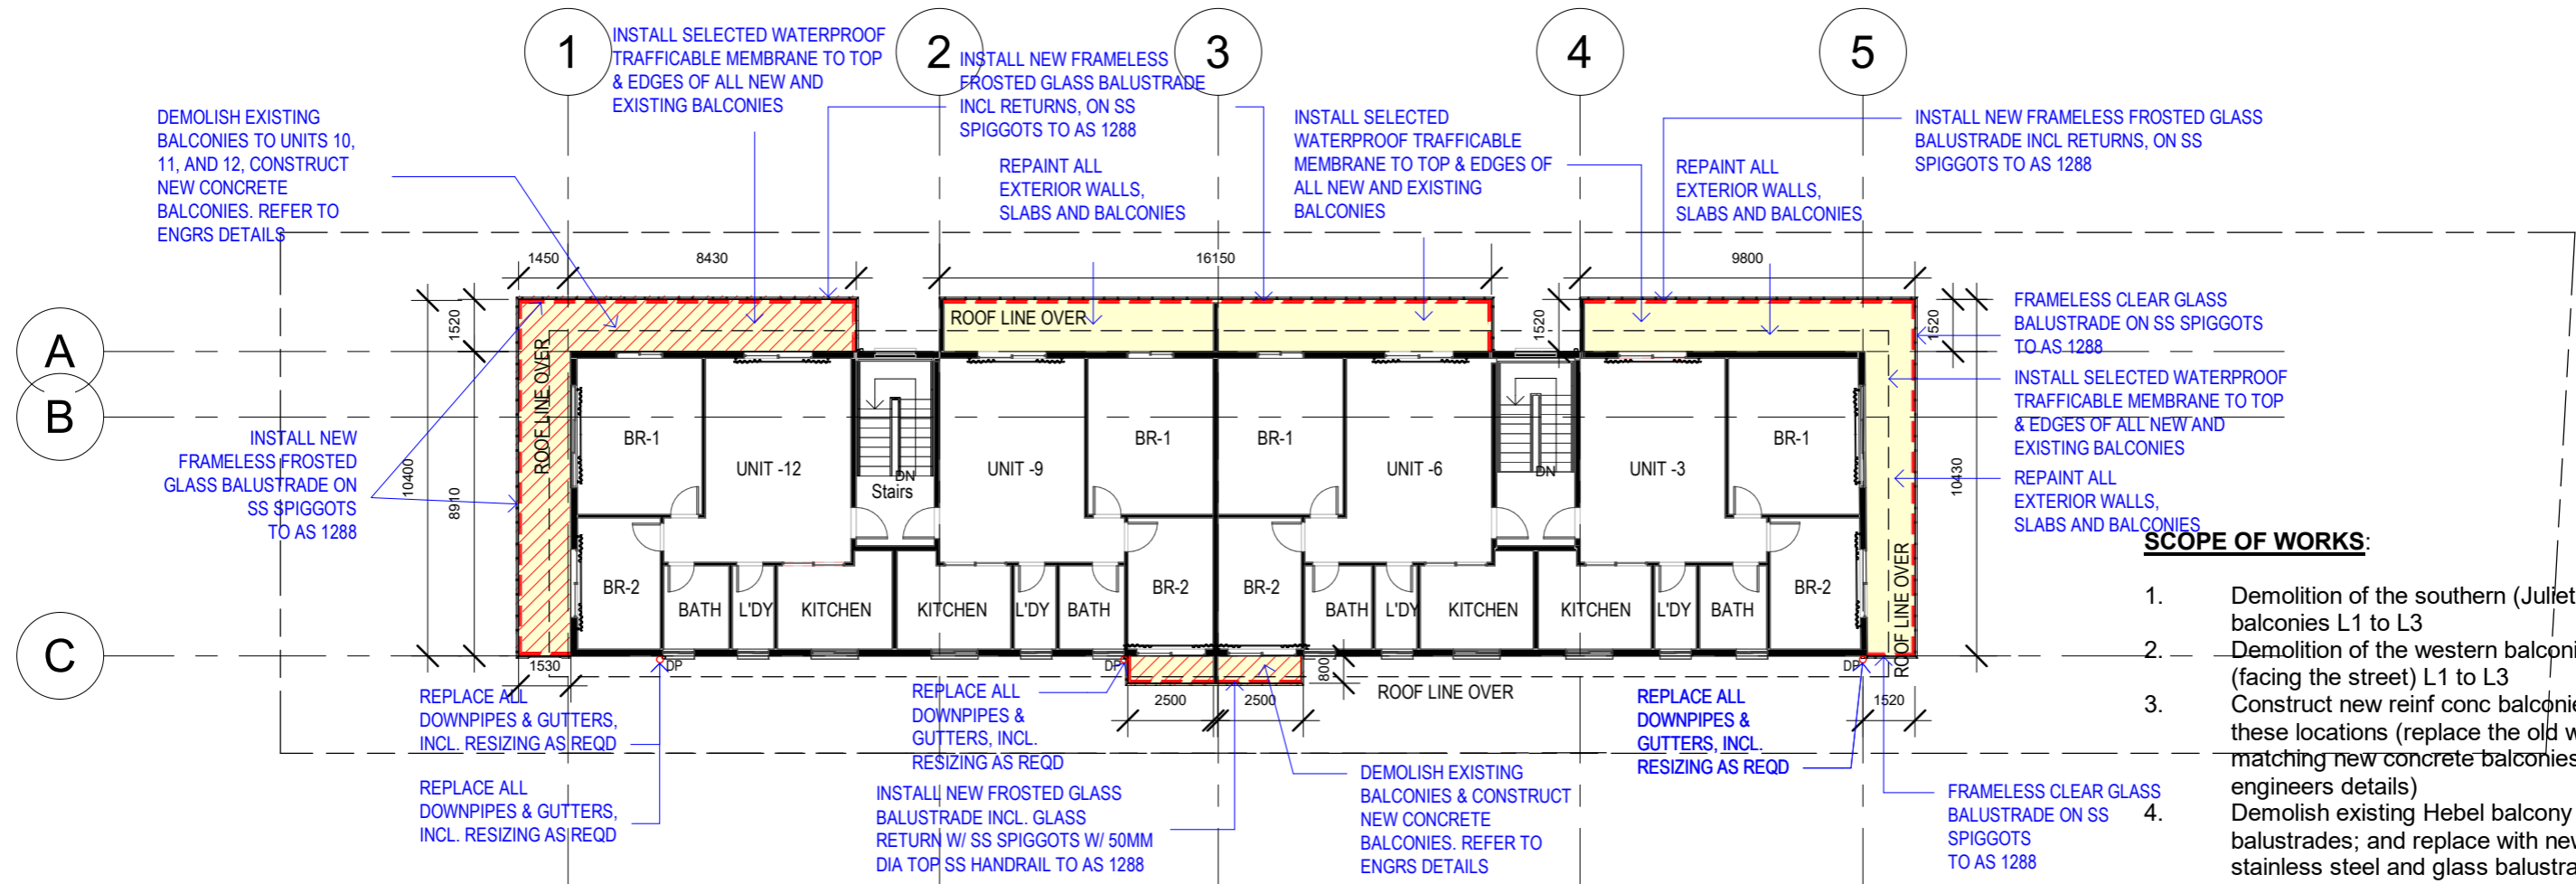 1
2
3
4
5
A
B
C
DEMOLISH EXISTING
BALCONIES TO UNITS 10,
11, AND 12, CONSTRUCT
NEW CONCRETE
BALCONIES. REFER TO
ENGRS DETAILS
INSTALL SELECTED WATERPROOF
TRAFFICABLE MEMBRANE TO TOP
& EDGES OF ALL NEW AND
EXISTING BALCONIES
INSTALL NEW FRAMELESS
FROSTED GLASS BALUSTRADE
INCL RETURNS, ON SS
SPIGGOTS TO AS 1288
REPAINT ALL
EXTERIOR WALLS,
SLABS AND BALCONIES
INSTALL SELECTED
WATERPROOF TRAFFICABLE
MEMBRANE TO TOP & EDGES OF
ALL NEW AND EXISTING
BALCONIES
REPAINT ALL
EXTERIOR WALLS,
SLABS AND BALCONIES
INSTALL NEW FRAMELESS FROSTED GLASS
BALUSTRADE INCL RETURNS, ON SS
SPIGGOTS TO AS 1288
1450
8430
16150
9800
1520
10400
8910
1520
1520
10430
FRAMELESS CLEAR GLASS
BALUSTRADE ON SS SPIGGOTS
TO AS 1288
INSTALL SELECTED WATERPROOF
TRAFFICABLE MEMBRANE TO TOP
& EDGES OF ALL NEW AND
EXISTING BALCONIES
REPAINT ALL
EXTERIOR WALLS,
SLABS AND BALCONIES
INSTALL NEW
FRAMELESS FROSTED
GLASS BALUSTRADE ON
SS SPIGGOTS
TO AS 1288
ROOF LINE OVER
ROOF LINE OVER
ROOF LINE OVER
ROOF LINE OVER
BR-1
UNIT -12
DN
Stairs
UNIT -9
BR-1
BR-1
UNIT -6
DN
UNIT -3
BR-1
BR-2
BATH
L'DY
KITCHEN
KITCHEN
L'DY
BATH
BR-2
BR-2
BATH
L'DY
KITCHEN
KITCHEN
L'DY
BATH
BR-2
1530
DP
DP
DP
800
2500
2500
1520
REPLACE ALL
DOWNPIPES & GUTTERS,
INCL. RESIZING AS REQD
REPLACE ALL
DOWNPIPES & GUTTERS,
INCL. RESIZING AS REQD
REPLACE ALL
DOWNPIPES &
GUTTERS, INCL.
RESIZING AS REQD
INSTALL NEW FROSTED GLASS
BALUSTRADE INCL. GLASS
RETURN W/ SS SPIGGOTS W/ 50MM
DIA TOP SS HANDRAIL TO AS 1288
DEMOLISH EXISTING
BALCONIES & CONSTRUCT
NEW CONCRETE
BALCONIES. REFER TO
ENGRS DETAILS
REPLACE ALL
DOWNPIPES &
GUTTERS, INCL.
RESIZING AS REQD
FRAMELESS CLEAR GLASS
BALUSTRADE ON SS
SPIGGOTS
TO AS 1288
SCOPE OF WORKS:
1. Demolition of the southern (Juliet
balconies L1 to L3
2. Demolition of the western balconi
(facing the street) L1 to L3
3. Construct new reinf conc balconie
these locations (replace the old w
matching new concrete balconies
engineers details)
4. Demolish existing Hebel balcony
balustrades; and replace with new
stainless steel and glass balustra